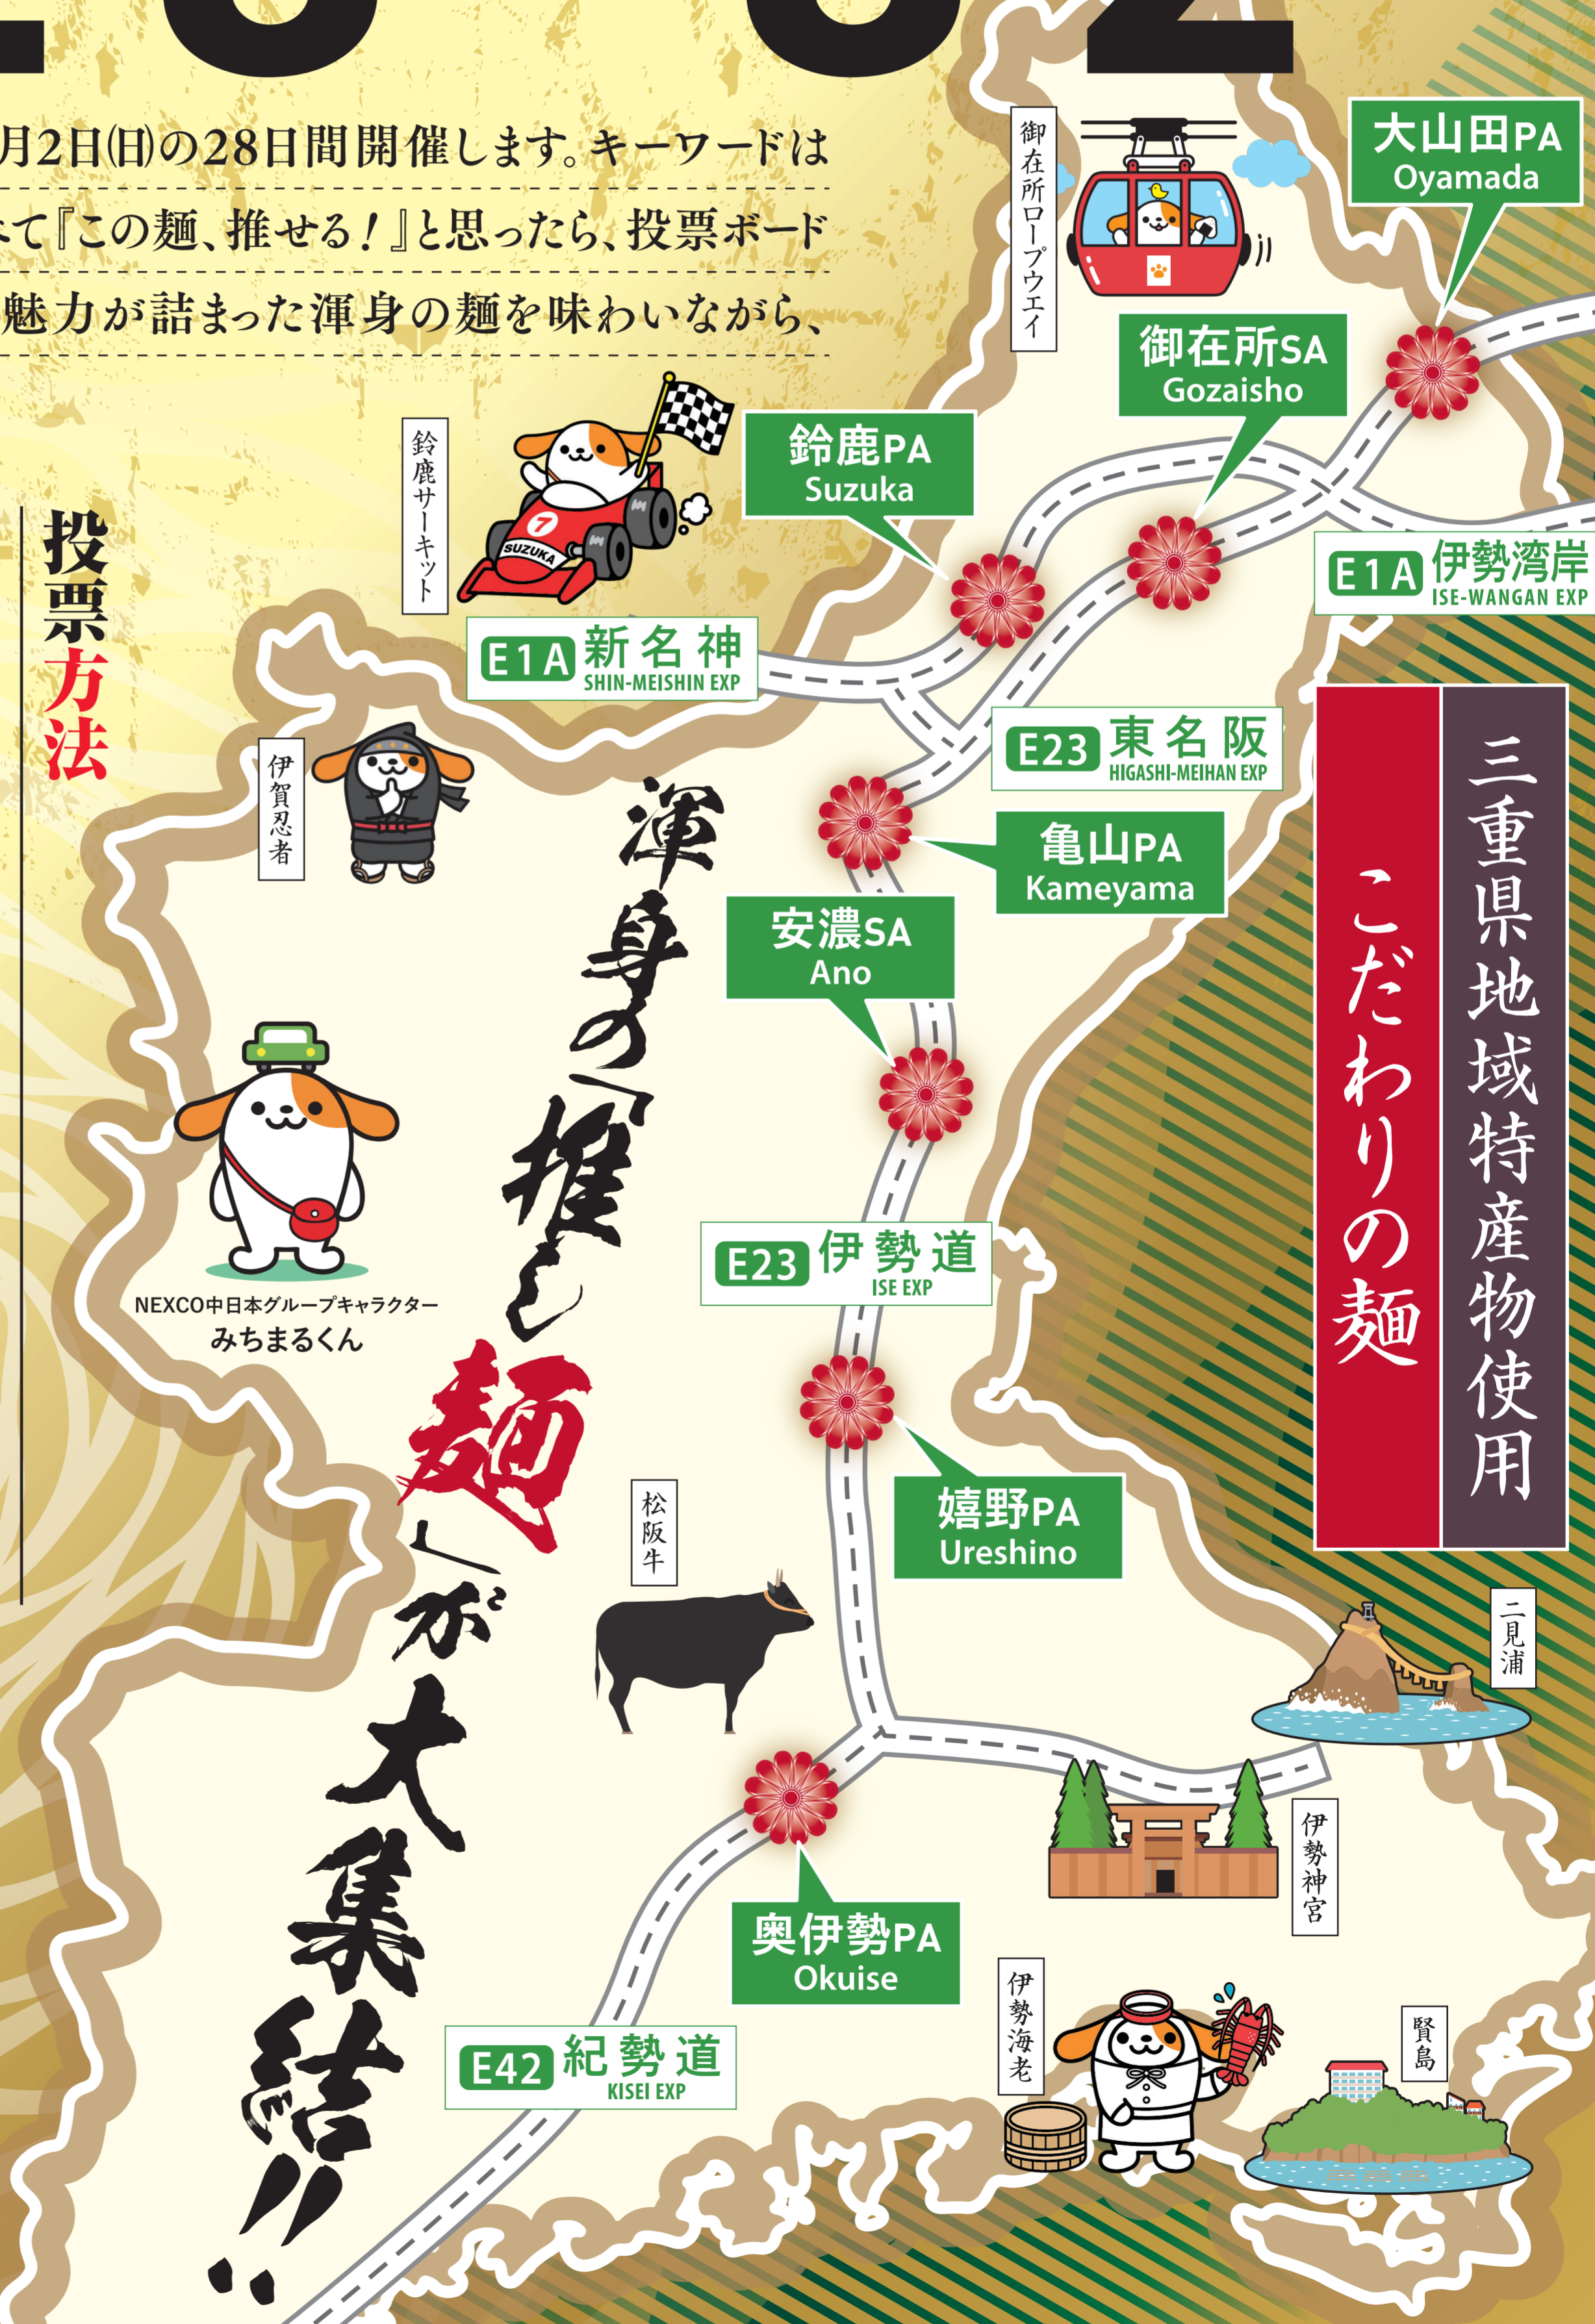 月2日(日)の28日間開催します。キーワードは
べて『この麺、推せる!』と思ったら、投票ボード
魅力が詰まった渾身の麺を味わいながら、
投票方法
御在所ロープウエイ
大山田PA
Oyamada
御在所SA
Gozaisho
鈴鹿サーキット
7
SUZUKA
鈴鹿PA
Suzuka
E1A 伊勢湾岸
ISE-WANGAN EXP
E1A 新名神
SHIN-MEISHIN EXP
E23 東名阪
HIGASHI-MEIHAN EXP
三重県地域特産物使用
こだわりの麺
伊賀忍者
亀山PA
Kameyama
安濃SA
Ano
渾身の「推し麺」が大集結!!
NEXCO中日本グループキャラクター
みちまるくん
E23 伊勢道
ISE EXP
嬉野PA
Ureshino
松阪牛
二見浦
伊勢神宮
奥伊勢PA
Okuise
E42 紀勢道
KISEI EXP
伊勢海老
賢島